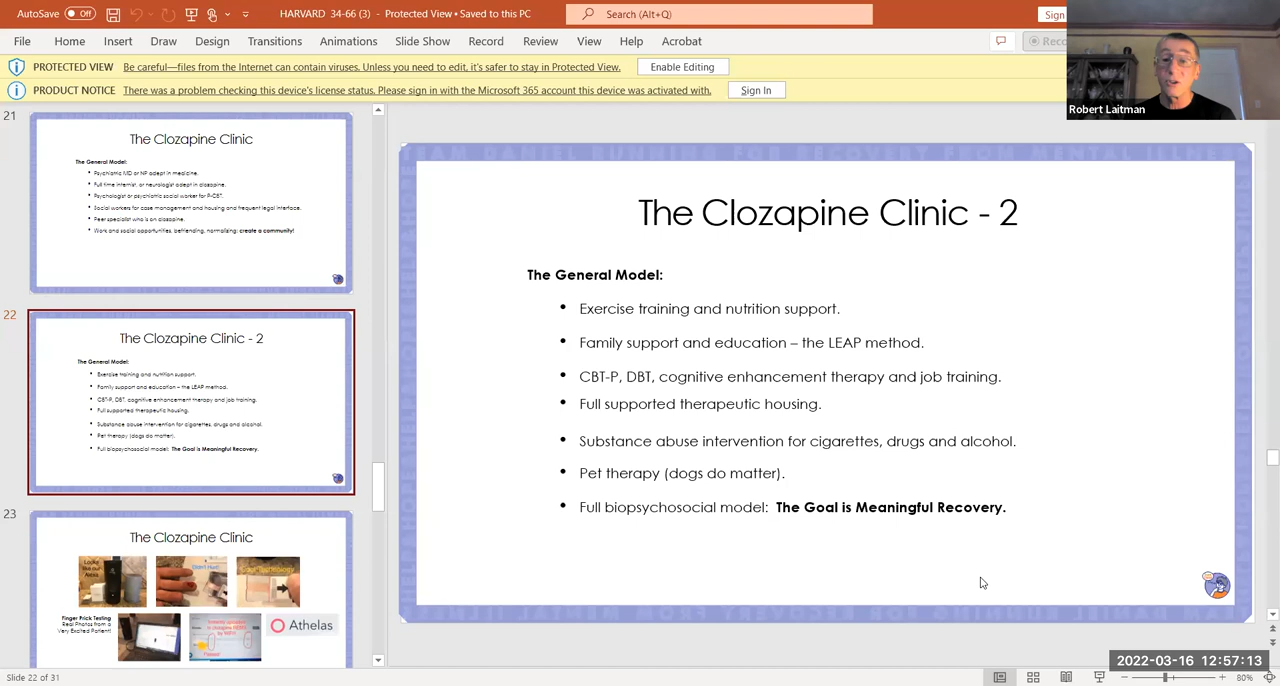 AutoSave Off HARVARD 34-66 (3) - Protected View • Saved to this PC Search (Alt+Q) Sign
File Home Insert Draw Design Transitions Animations Slide Show Record Review View Help Acrobat
PROTECTED VIEW Be careful—files from the Internet can contain viruses. Unless you need to edit, it's safer to stay in Protected View. Enable Editing
PRODUCT NOTICE There was a problem checking this device's license status. Please sign in with the Microsoft 365 account this device was activated with. Sign In
Robert Laitman
21
The Clozapine Clinic
The General Model:
• Psychiatric MD or NP adept in medicine.
• Full time internist, or neurologist adept in clozapine.
• Psychologist or psychiatric social worker for P-CBT.
• Social workers for case management and housing and frequent legal interface.
• Peer specialist who is on clozapine.
• Work and social opportunities, befriending, normalizing: create a community!
22
The Clozapine Clinic - 2
The General Model:
• Exercise training and nutrition support.
• Family support and education – the LEAP method.
• CBT-P, DBT, cognitive enhancement therapy and job training.
• Full supported therapeutic housing.
• Substance abuse intervention for cigarettes, drugs and alcohol.
• Pet therapy (dogs do matter).
• Full biopsychosocial model: The Goal is Meaningful Recovery.
23
The Clozapine Clinic
Finger Prick Testing
Real Photos from a
Very Excited Patient!
Athelas
The Clozapine Clinic - 2
The General Model:
• Exercise training and nutrition support.
• Family support and education – the LEAP method.
• CBT-P, DBT, cognitive enhancement therapy and job training.
• Full supported therapeutic housing.
• Substance abuse intervention for cigarettes, drugs and alcohol.
• Pet therapy (dogs do matter).
• Full biopsychosocial model: The Goal is Meaningful Recovery.
2022-03-16 12:57:13
Slide 22 of 31 80%